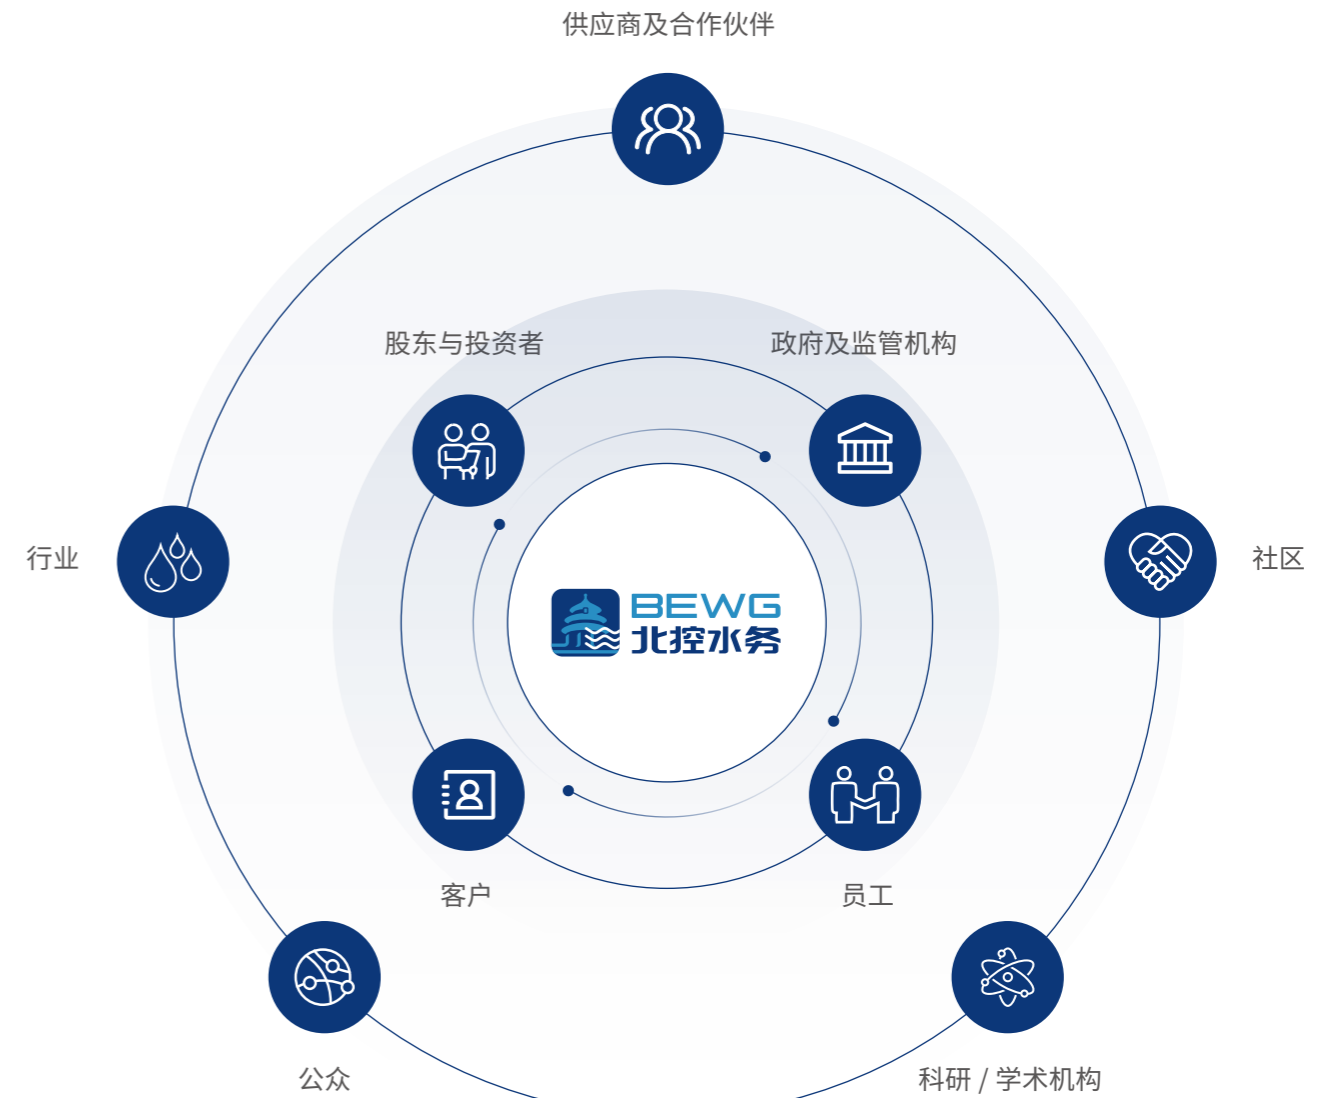 供应商及合作伙伴
股东与投资者
政府及监管机构
行业
社区
BEWG
北控水务
客户
员工
公众
科研 / 学术机构